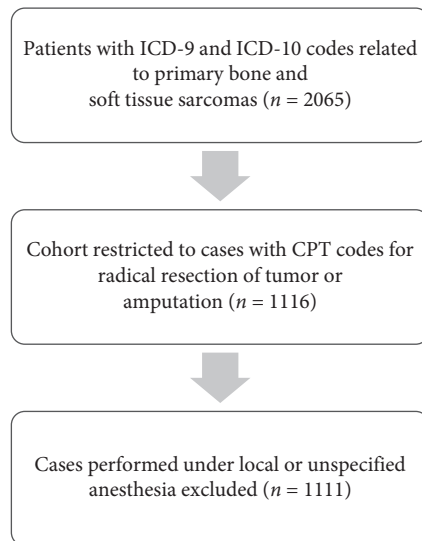 Patients with ICD-9 and ICD-10 codes related
to primary bone and
soft tissue sarcomas (n = 2065)
Cohort restricted to cases with CPT codes for
radical resection of tumor or
amputation (n = 1116)
Cases performed under local or unspecified
anesthesia excluded (n = 1111)